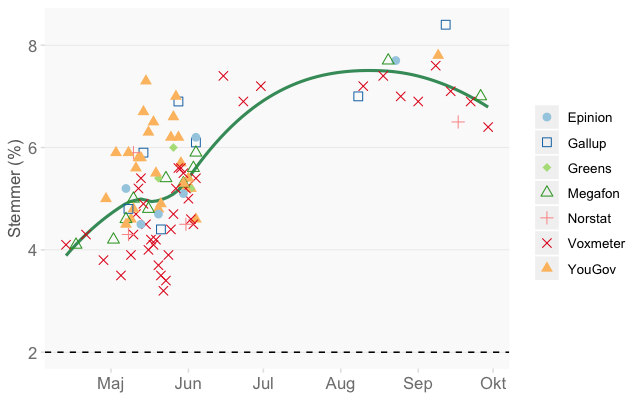 Stemmer (%)
8
6
4
2
Maj Jun Jul Aug Sep Okt
Epinion
Gallup
Greens
Megafon
Norstat
Voxmeter
YouGov